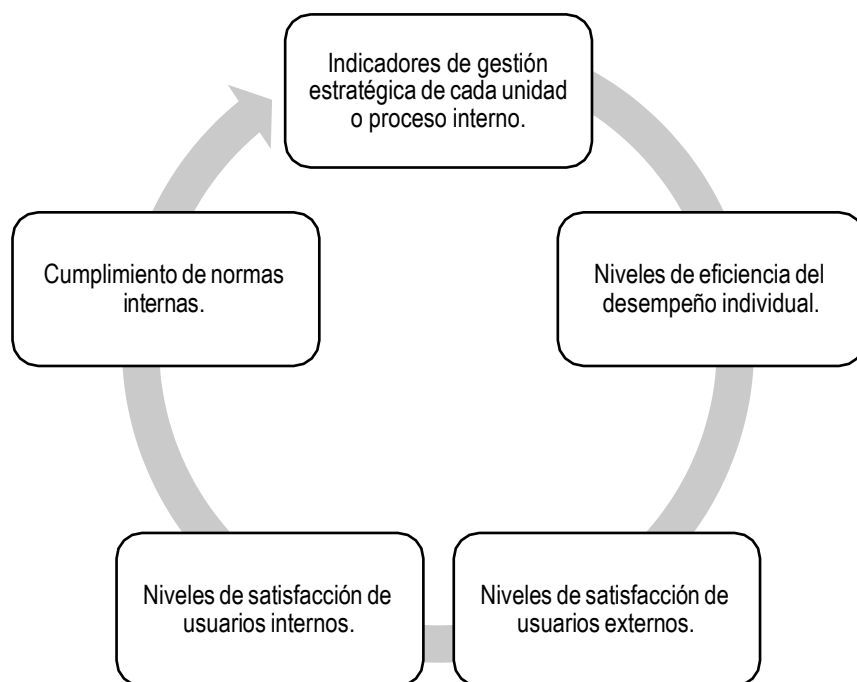 Indicadores de gestión
estratégica de cada unidad
o proceso interno.
Niveles de eficiencia del
desempeño individual.
Niveles de satisfacción de
usuarios externos.
Niveles de satisfacción de
usuarios internos.
Cumplimiento de normas
internas.